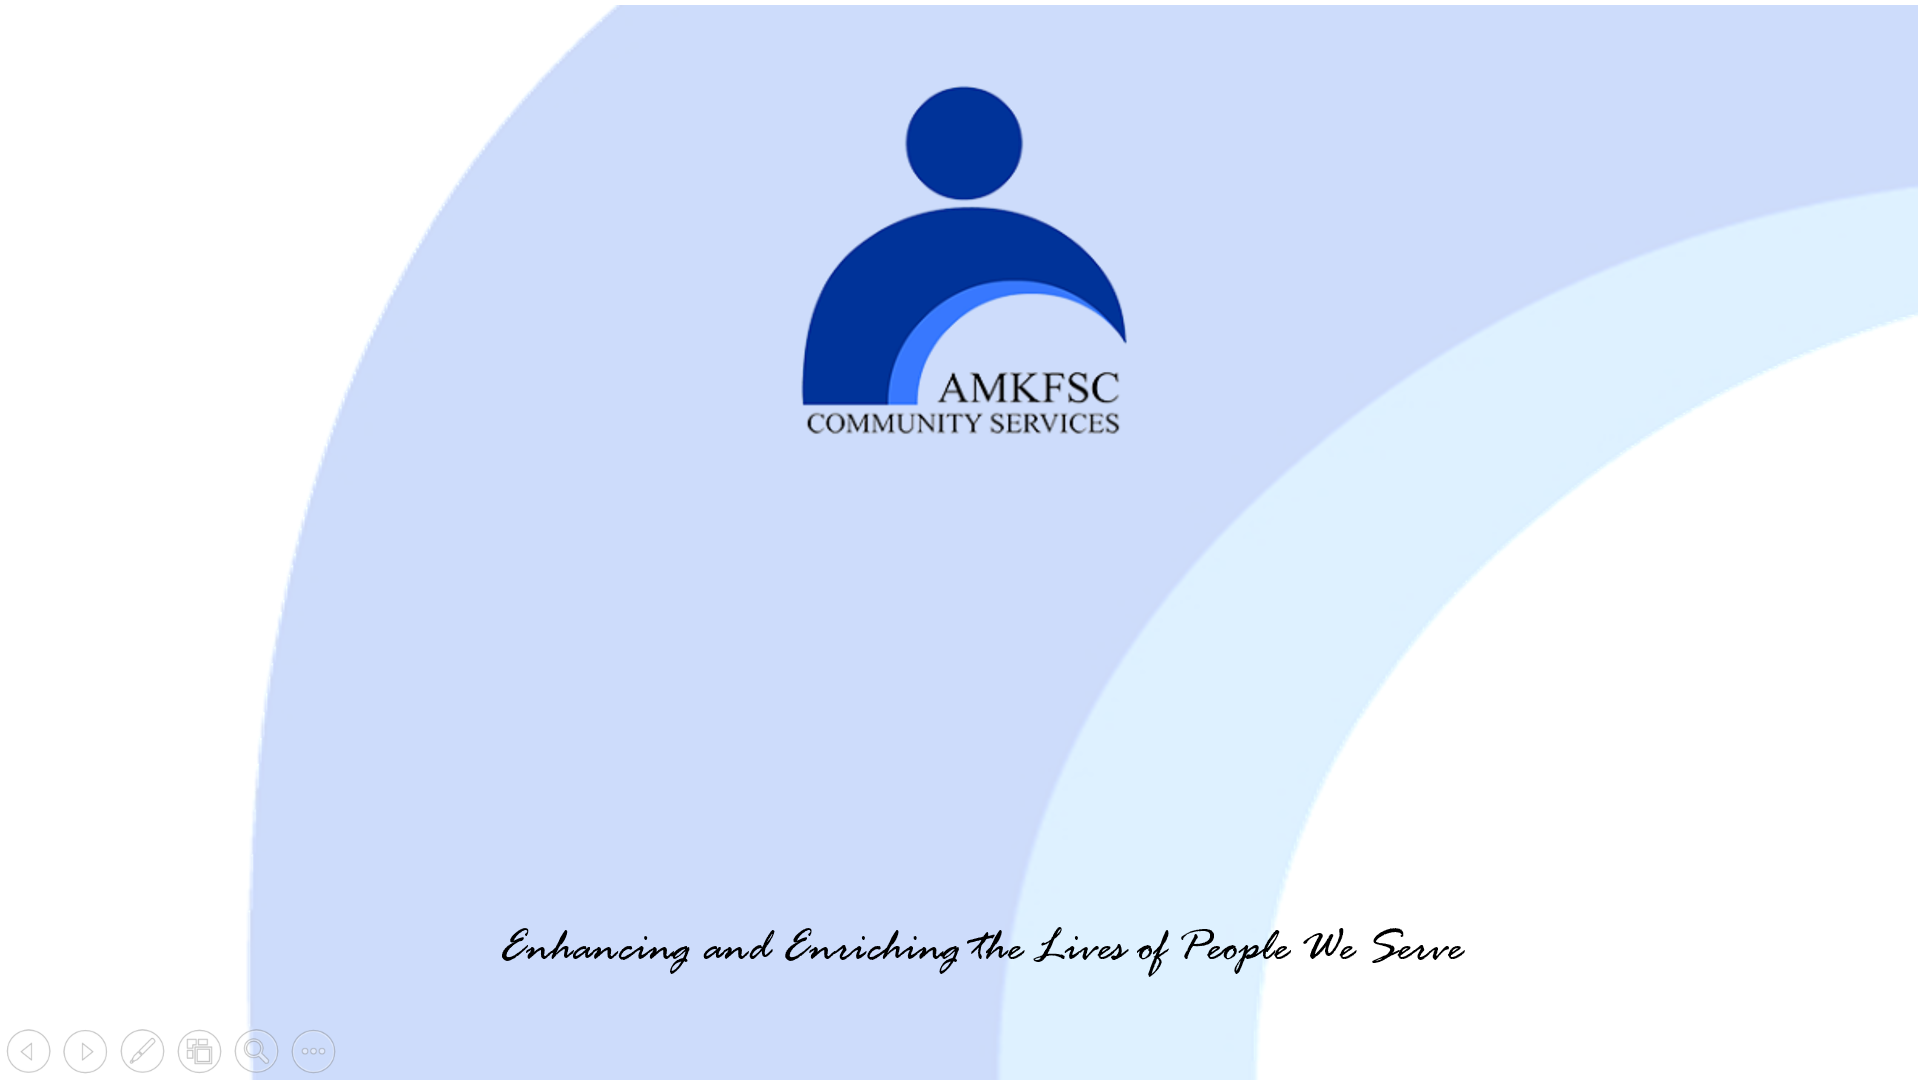 AMKFSC
COMMUNITY SERVICES
Enhancing and Enriching the Lives of People We Serve